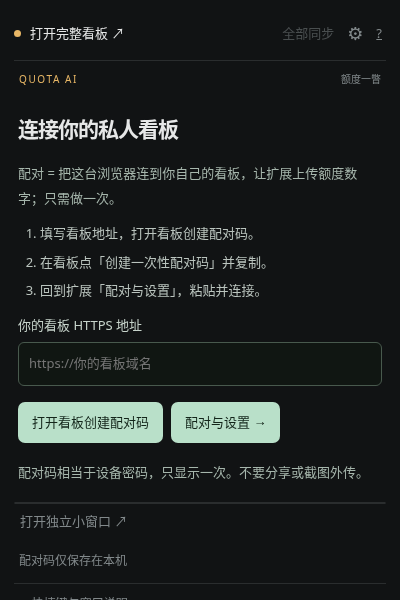 打开完整看板 ↗ 全部同步 ⚙ ?
QUOTA AI 额度一瞥
连接你的私人看板
配对 = 把这台浏览器连到你自己的看板，让扩展上传额度数
字；只需做一次。
1. 填写看板地址，打开看板创建配对码。
2. 在看板点「创建一次性配对码」并复制。
3. 回到扩展「配对与设置」，粘贴并连接。
你的看板 HTTPS 地址
https://你的看板域名
打开看板创建配对码 配对与设置 →
配对码相当于设备密码，只显示一次。不要分享或截图外传。
打开独立小窗口 ↗
配对码仅保存在本机